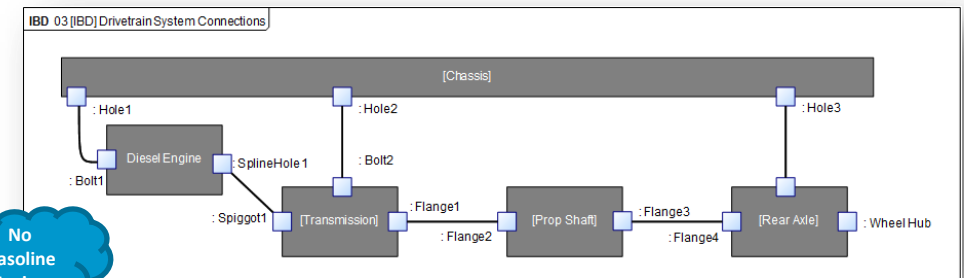 IBD 03 [IBD] Drivetrain System Connections
[Chassis]
: Hole1
: Hole2
: Hole3
Diesel Engine
: SplineHole1
: Bolt2
: Bolt1
: Spiggot1
[Transmission]
: Flange1
: Flange2
[Prop Shaft]
: Flange3
: Flange4
[Rear Axle]
: Wheel Hub
No
asoline